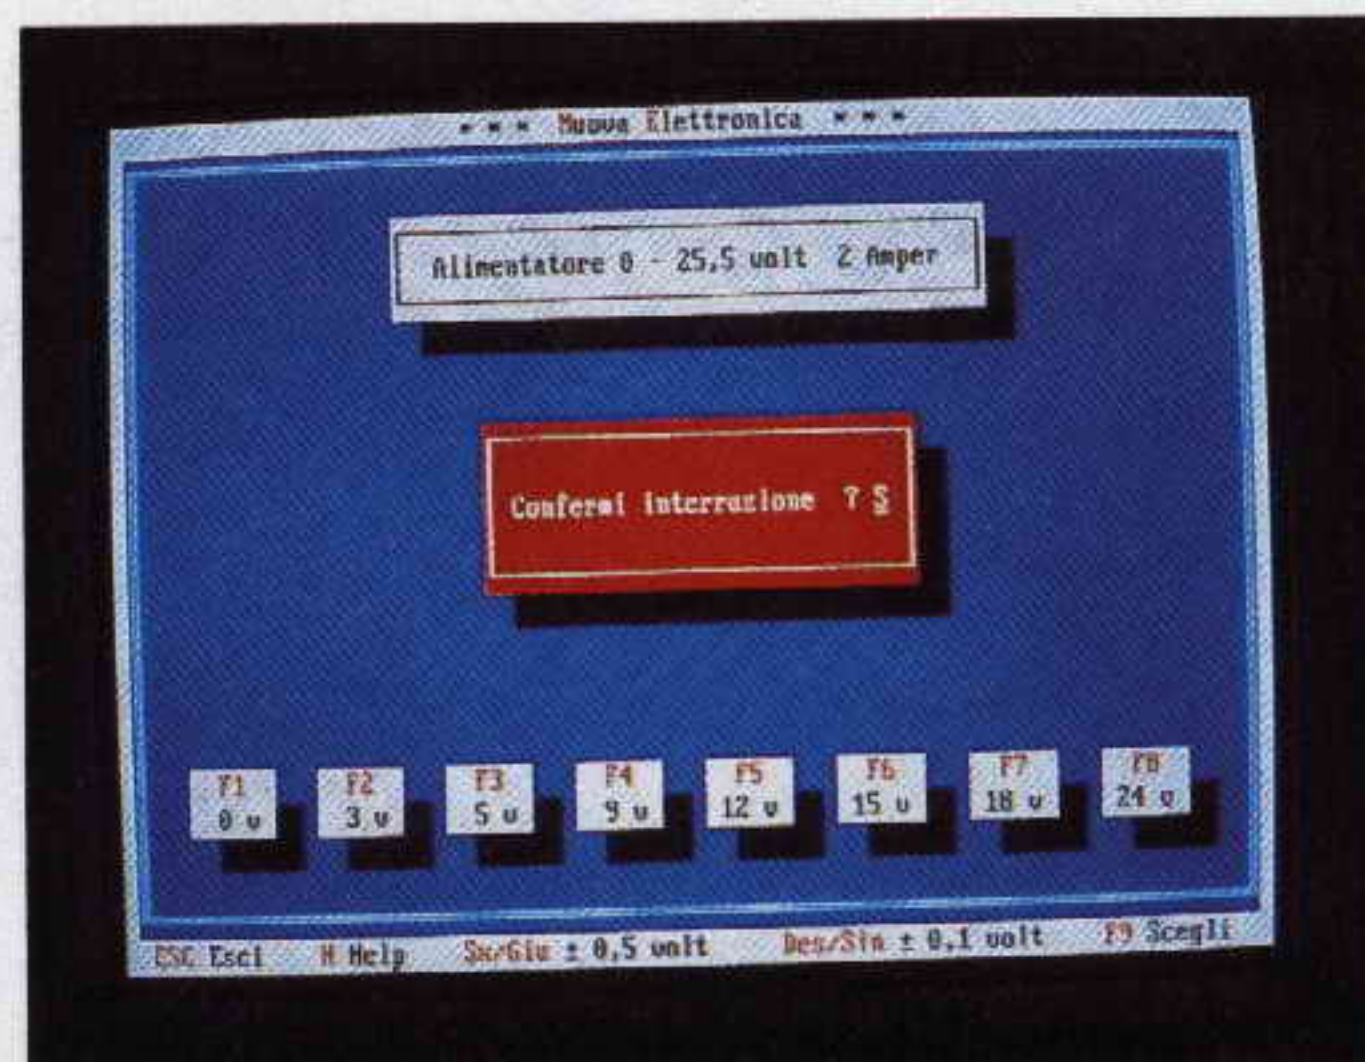 * * * Nuova Elettronica * * *
Alimentatore 0 - 25,5 volt 2 Amper
Confermi interruzione ? S
F1 F2 F3 F4 F5 F6 F7 F8
0 v 3 v 5 v 9 v 12 v 15 v 18 v 24 v
ESC Esci H Help Su/Giu ± 0,5 volt Des/Sin ± 0,1 volt F9 Scegli